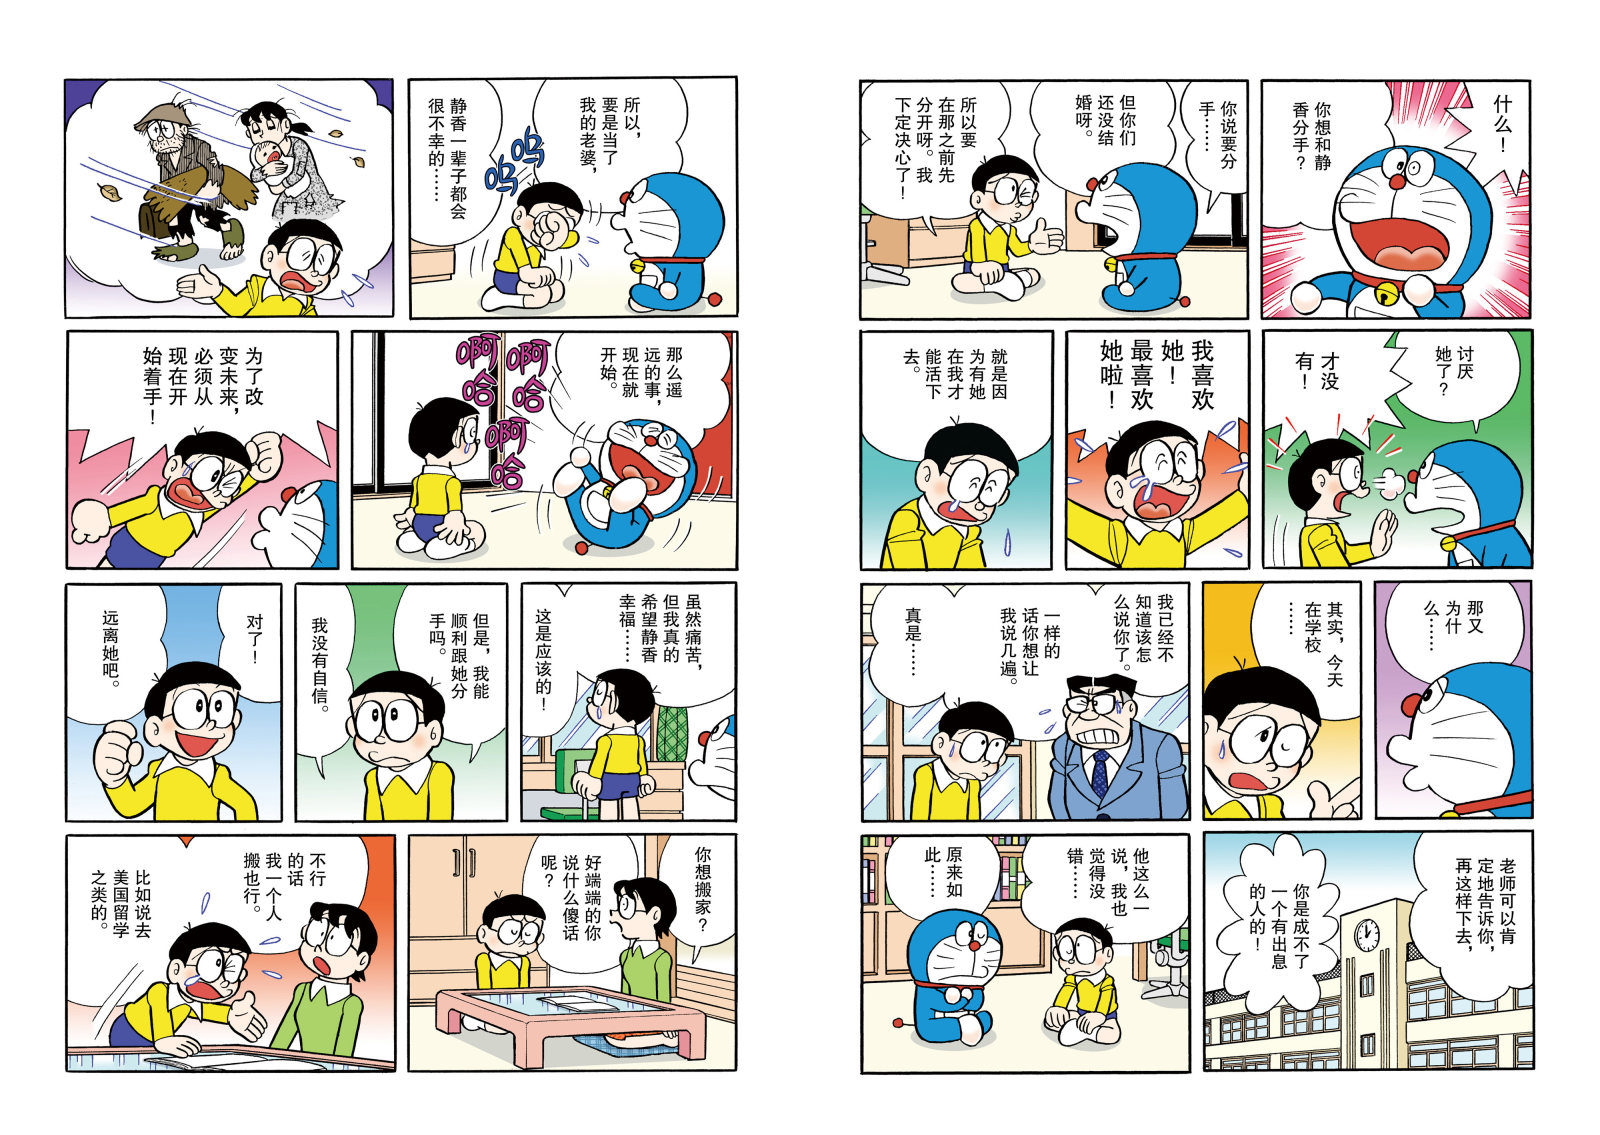 什么！
你想和静
香分手？
你说要分
手……
但你们
还没结
婚呀。
所以要
在那之前先
分开呀。我
下定决心了！
讨厌
她了？
才没
有！
我喜欢
她！
最喜欢
她啦！
就是因
为有她
在我才
能活下
去。
那又
为什
么……
其实，今天
在学校
……
我已经不
知道该怎
么说你了。
一样的
话你想让
我说几遍。
真是……
老师可以肯
定地告诉你，
再这样下去，
你是成不了
一个有出息
的人的！
他这么一
说，我也
觉得没
错……
原来如
此……
所以，
要是当了
我的老婆，
呜
呜
静香一辈子都会
很不幸的……
那么遥
远的事，
现在就
开始。
啊哈
啊哈
啊哈
为了改
变未来，
必须从
现在开
始着手！
虽然痛苦，
但我真的
希望静香
幸福……
这是应该的！
但是，我能
顺利跟她分
手吗。
我没有自信。
对了！
远离她吧。
你想搬家？
好端端的你
说什么傻话
呢？
不行
的话
我一个人
搬也行。
比如说去
美国留学
之类的。